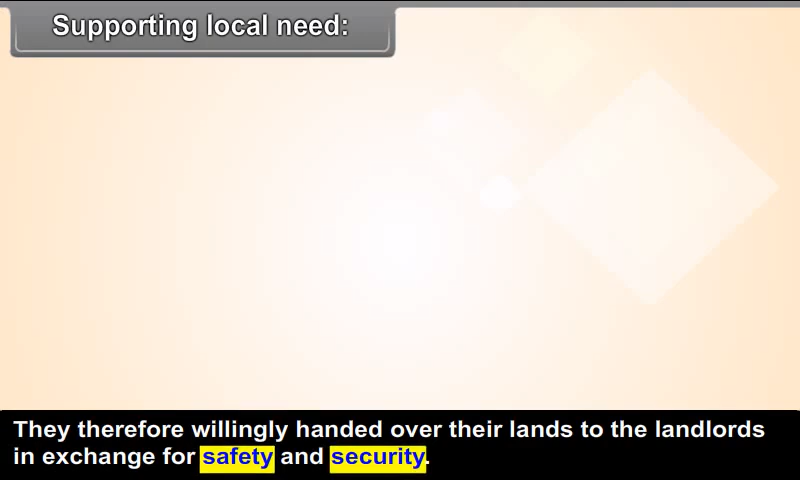 Supporting local need:
They therefore willingly handed over their lands to the landlords
in exchange for safety and security.